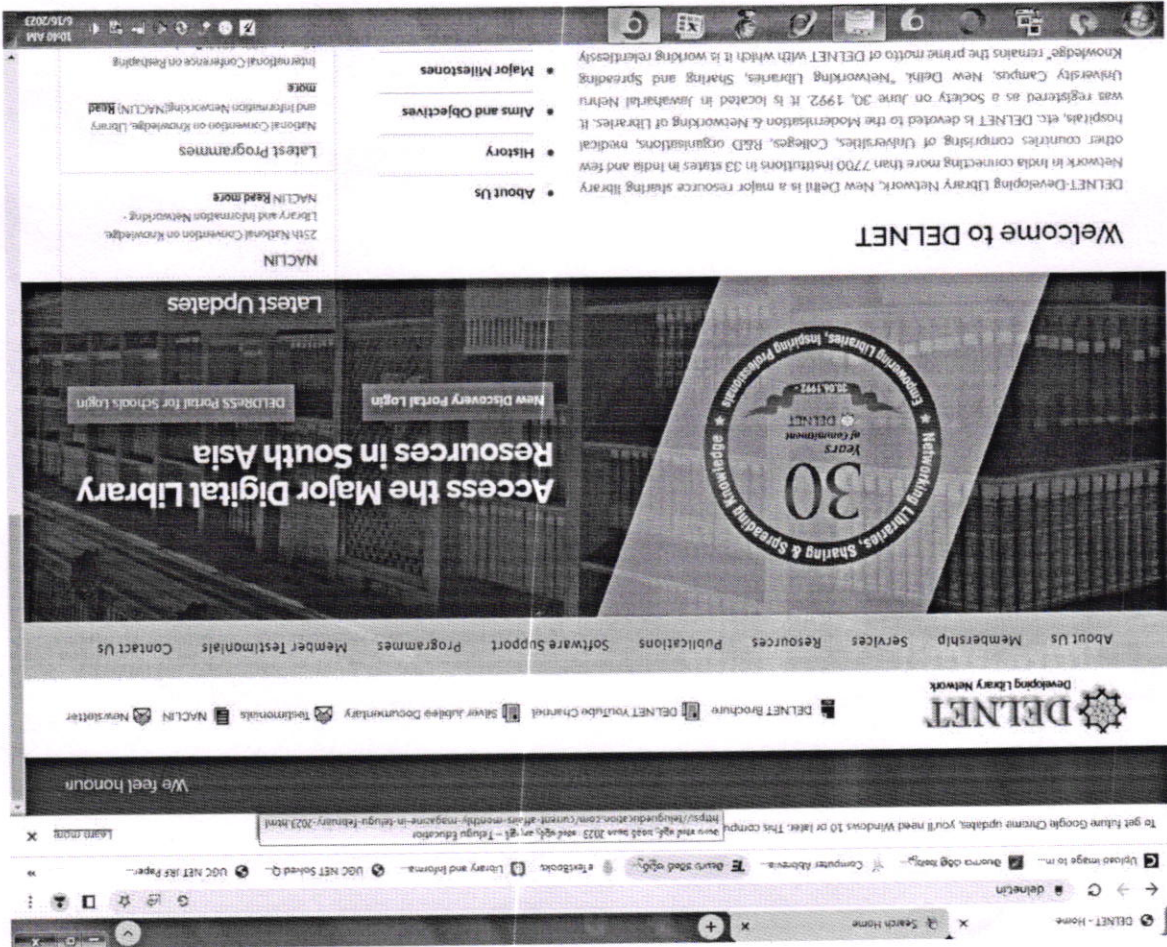 DELNET - Home
Search Home
delnet.in
Upload image to m...
Computer Abbrevia...
eTextBooks
Library and Informa...
UGC NET Solved Q...
UGC NET JRF Paper...
To get future Google Chrome updates, you'll need Windows 10 or later. This compu
Learn more
2023
– Telugu Education
https://telugueducation.com/current-affairs-monthly-magazine-in-telugu-february-2023.html
We feel honour
DELNET
Developing Library Network
DELNET Brochure
DELNET YouTube Channel
Silver Jubilee Documentary
Testimonials
NACLIN
Newsletter
About Us
Membership
Services
Resources
Publications
Software Support
Programmes
Member Testimonials
Contact Us
Networking Libraries, Sharing & Spreading Knowledge
Empowering Libraries, Inspiring Professionals
30
Years
of Commitment
DELNET
30.06.1992 -
Access the Major Digital Library
Resources in South Asia
New Discovery Portal Login
DELDRESS Portal for Schools Login
Latest Updates
NACLIN
25th National Convention on Knowledge,
Library and Information Networking -
NACLIN Read more
Latest Programmes
National Convention on Knowledge, Library
and Information Networking(NACLIN) Read
more
International Conference on Reshaping
Welcome to DELNET
DELNET-Developing Library Network, New Delhi is a major resource sharing library
Network in India connecting more than 7700 Institutions in 33 states in India and few
other countries comprising of Universities, Colleges, R&D organisations, medical
hospitals, etc. DELNET is devoted to the Modernisation & Networking of Libraries. It
was registered as a Society on June 30, 1992. It is located in Jawaharlal Nehru
University Campus, New Delhi. "Networking Libraries, Sharing and Spreading
Knowledge" remains the prime motto of DELNET with which it is working relentlessly
About Us
History
Aims and Objectives
Major Milestones
10:40 AM
6/16/2023